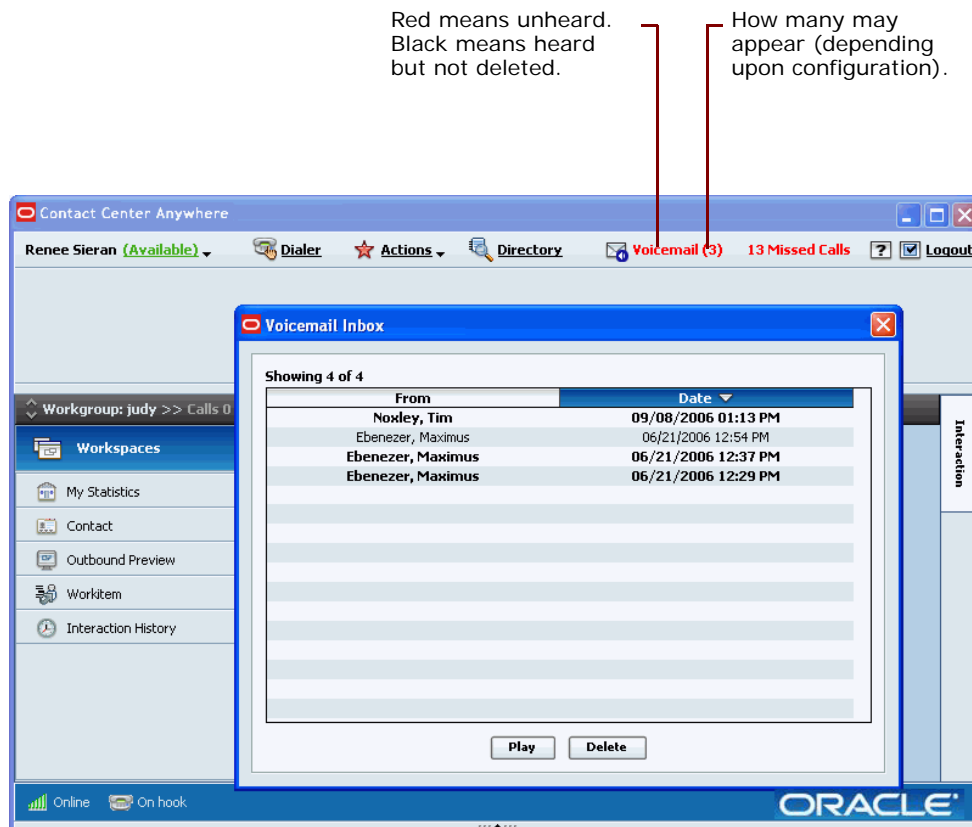 Red means unheard.
Black means heard
but not deleted.
How many may
appear (depending
upon configuration).
Contact Center Anywhere
Renee Sieran (Available) Dialer Actions Directory Voicemail (3) 13 Missed Calls ? Logout
Voicemail Inbox
Showing 4 of 4
From Date
Noxley, Tim 09/08/2006 01:13 PM
Ebenezer, Maximus 06/21/2006 12:54 PM
Ebenezer, Maximus 06/21/2006 12:37 PM
Ebenezer, Maximus 06/21/2006 12:29 PM
Play Delete
Workgroup: judy >> Calls 0
Workspaces
My Statistics
Contact
Outbound Preview
Workitem
Interaction History
Interaction
Online On hook
ORACLE